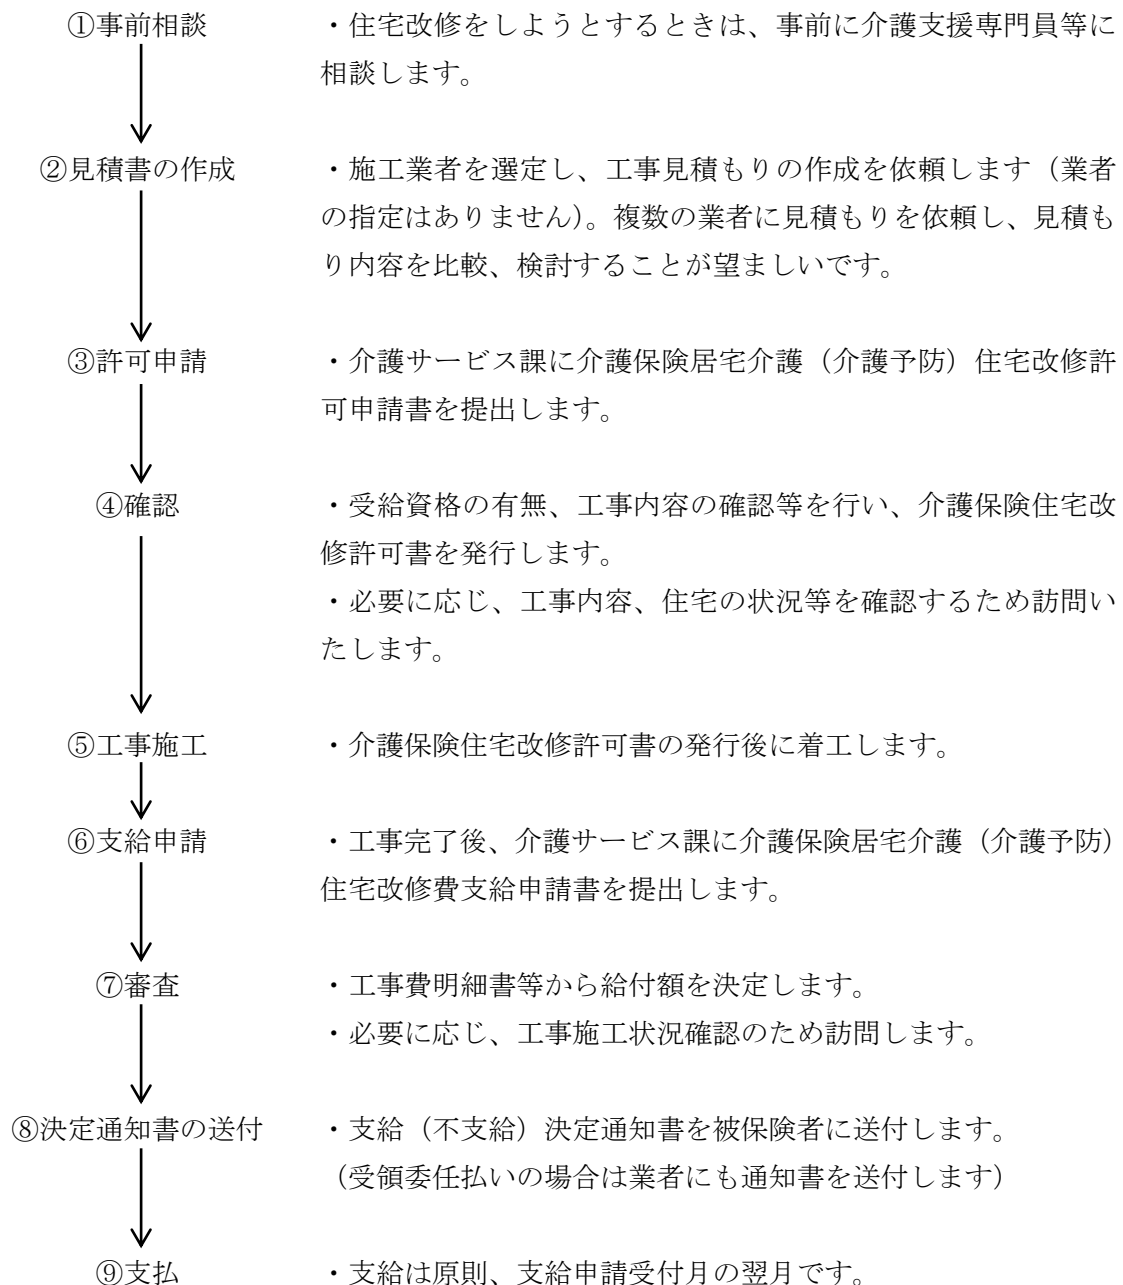 ①事前相談
・住宅改修をしようとするときは、事前に介護支援専門員等に
相談します。
②見積書の作成
・施工業者を選定し、工事見積もりの作成を依頼します（業者
の指定はありません）。複数の業者に見積もりを依頼し、見積も
り内容を比較、検討することが望ましいです。
③許可申請
・介護サービス課に介護保険居宅介護（介護予防）住宅改修許
可申請書を提出します。
④確認
・受給資格の有無、工事内容の確認等を行い、介護保険住宅改
修許可書を発行します。
・必要に応じ、工事内容、住宅の状況等を確認するため訪問い
たします。
⑤工事施工
・介護保険住宅改修許可書の発行後に着工します。
⑥支給申請
・工事完了後、介護サービス課に介護保険居宅介護（介護予防）
住宅改修費支給申請書を提出します。
⑦審査
・工事費明細書等から給付額を決定します。
・必要に応じ、工事施工状況確認のため訪問します。
⑧決定通知書の送付
・支給（不支給）決定通知書を被保険者に送付します。
（受領委任払いの場合は業者にも通知書を送付します）
⑨支払
・支給は原則、支給申請受付月の翌月です。